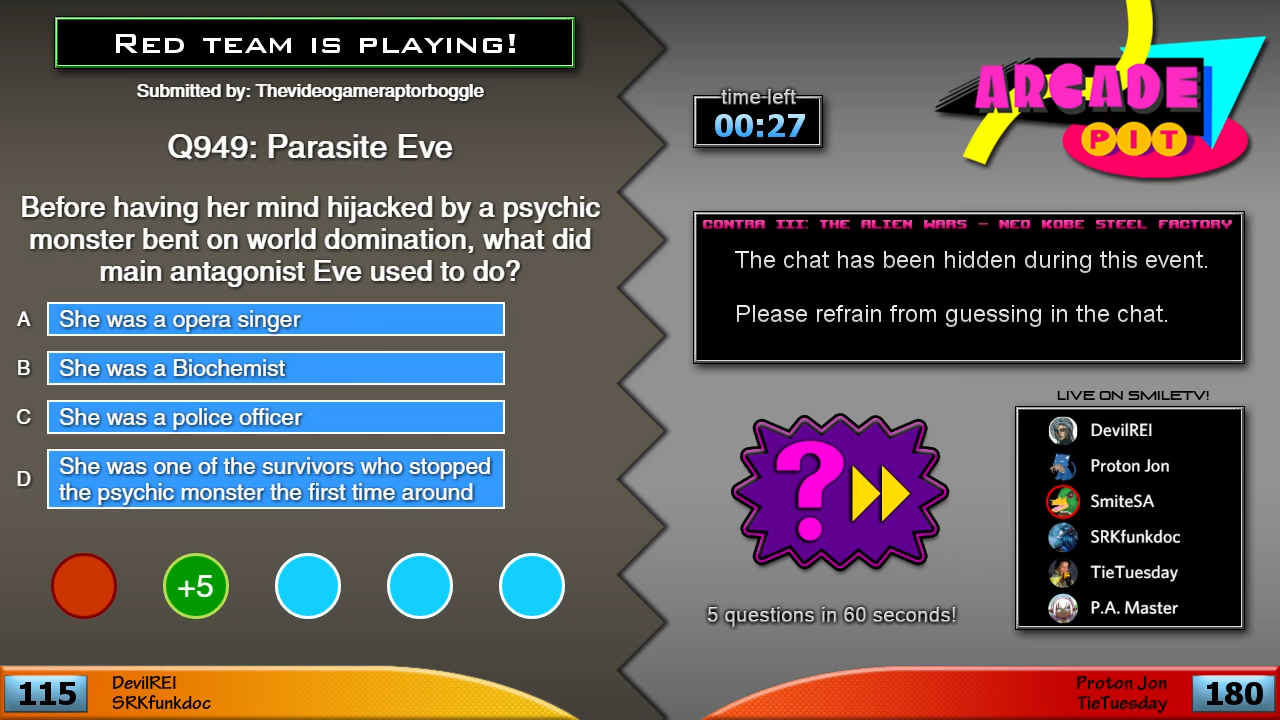 Red team is playing!
Submitted by: Thevideogameraptorboggle
Q949: Parasite Eve
Before having her mind hijacked by a psychic
monster bent on world domination, what did
main antagonist Eve used to do?
A She was a opera singer
B She was a Biochemist
C She was a police officer
D She was one of the survivors who stopped
the psychic monster the first time around
+5
115
DevilREI
SRKfunkdoc
time left
00:27
ARCADE
PIT
CONTRA III: THE ALIEN WARS - NEO KOBE STEEL FACTORY
The chat has been hidden during this event.
Please refrain from guessing in the chat.
?
5 questions in 60 seconds!
LIVE ON SMILETV!
DevilREI
Proton Jon
SmiteSA
SRKfunkdoc
TieTuesday
P.A. Master
Proton Jon
TieTuesday
180